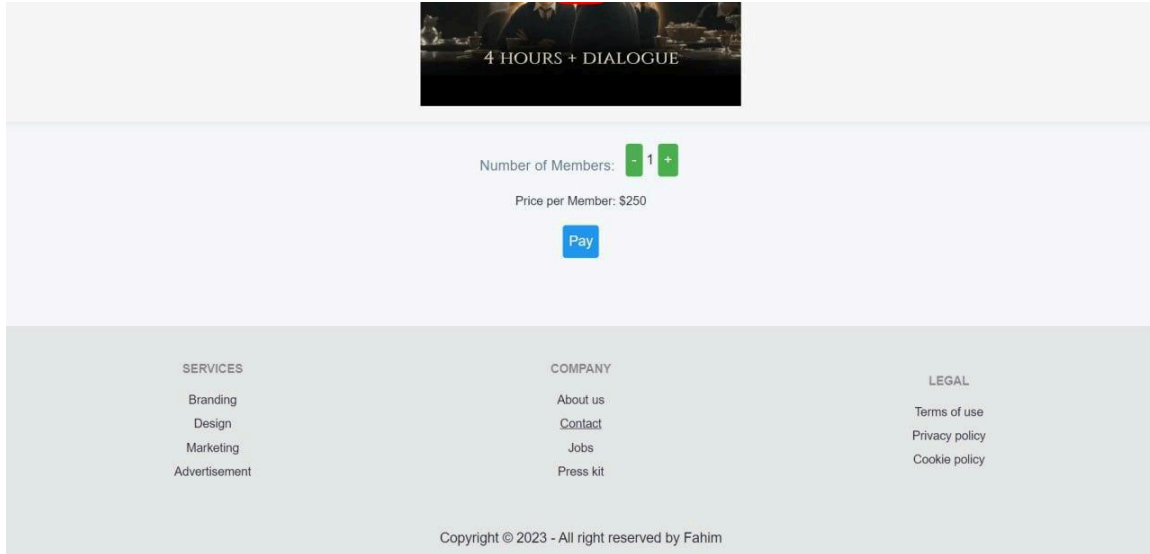 4 HOURS + DIALOGUE
Number of Members: - 1 +
Price per Member: $250
Pay
SERVICES
Branding
Design
Marketing
Advertisement
COMPANY
About us
Contact
Jobs
Press kit
LEGAL
Terms of use
Privacy policy
Cookie policy
Copyright © 2023 - All right reserved by Fahim